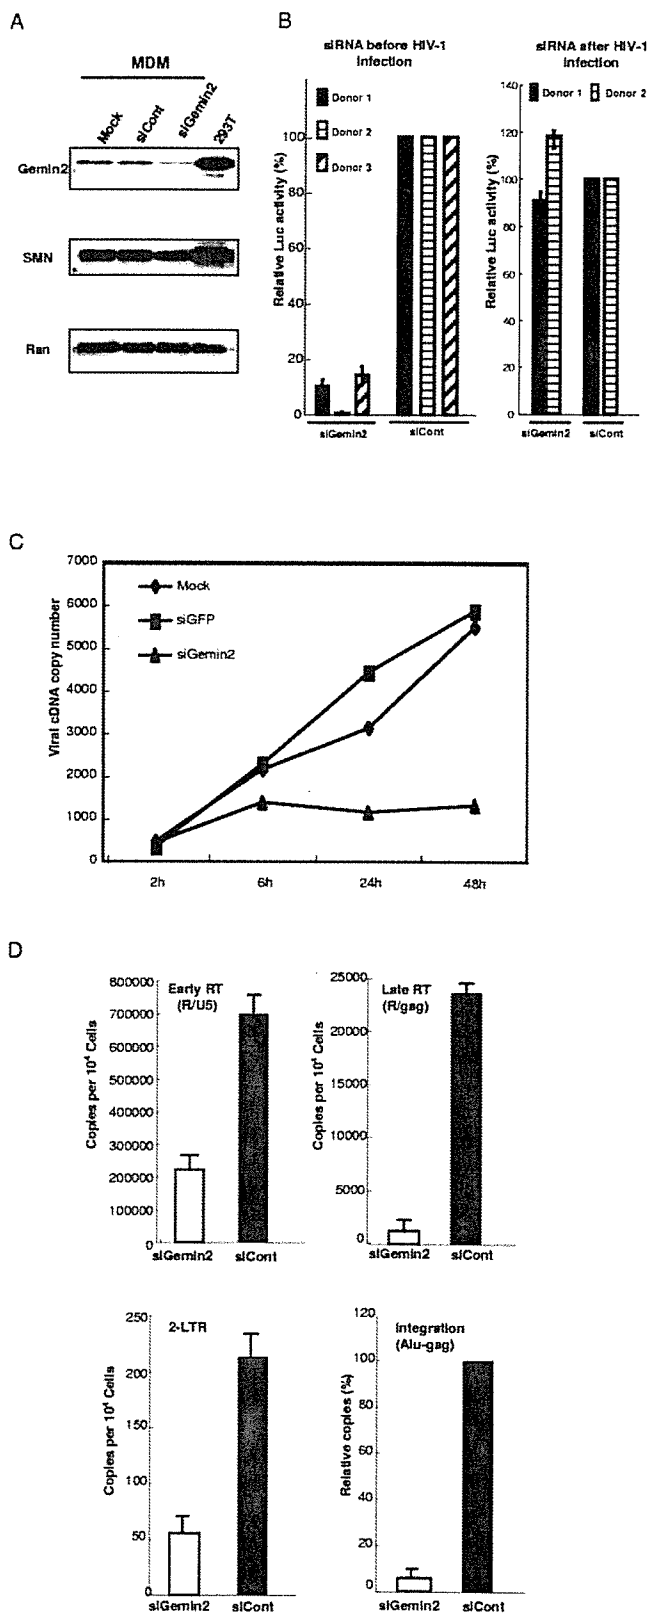 A
MDM
Mock
siCont
siGemin2
293T
Gemin2
SMN
Ran
B
siRNA before HIV-1
Infection
Donor 1
Donor 2
Donor 3
Relative Luc activity (%)
100
80
60
40
20
0
siGemin2
siCont
siRNA after HIV-1
Infection
Donor 1
Donor 2
Relative Luc activity (%)
140
120
100
80
60
40
20
0
siGemin2
siCont
C
Viral cDNA copy number
7000
6000
5000
4000
3000
2000
1000
0
Mock
siGFP
siGemin2
2h
6h
24h
48h
D
Early RT
(R/U5)
Copies per 10⁴ Cells
800000
700000
600000
500000
400000
300000
200000
100000
0
siGemin2
siCont
Late RT
(R/gag)
Copies per 10⁴ Cells
25000
20000
15000
10000
5000
0
siGemin2
siCont
2-LTR
Copies per 10⁴ Cells
250
200
150
100
50
0
siGemin2
siCont
Integration
(Alu-gag)
Relative copies (%)
120
100
80
60
40
20
0
siGemin2
siCont